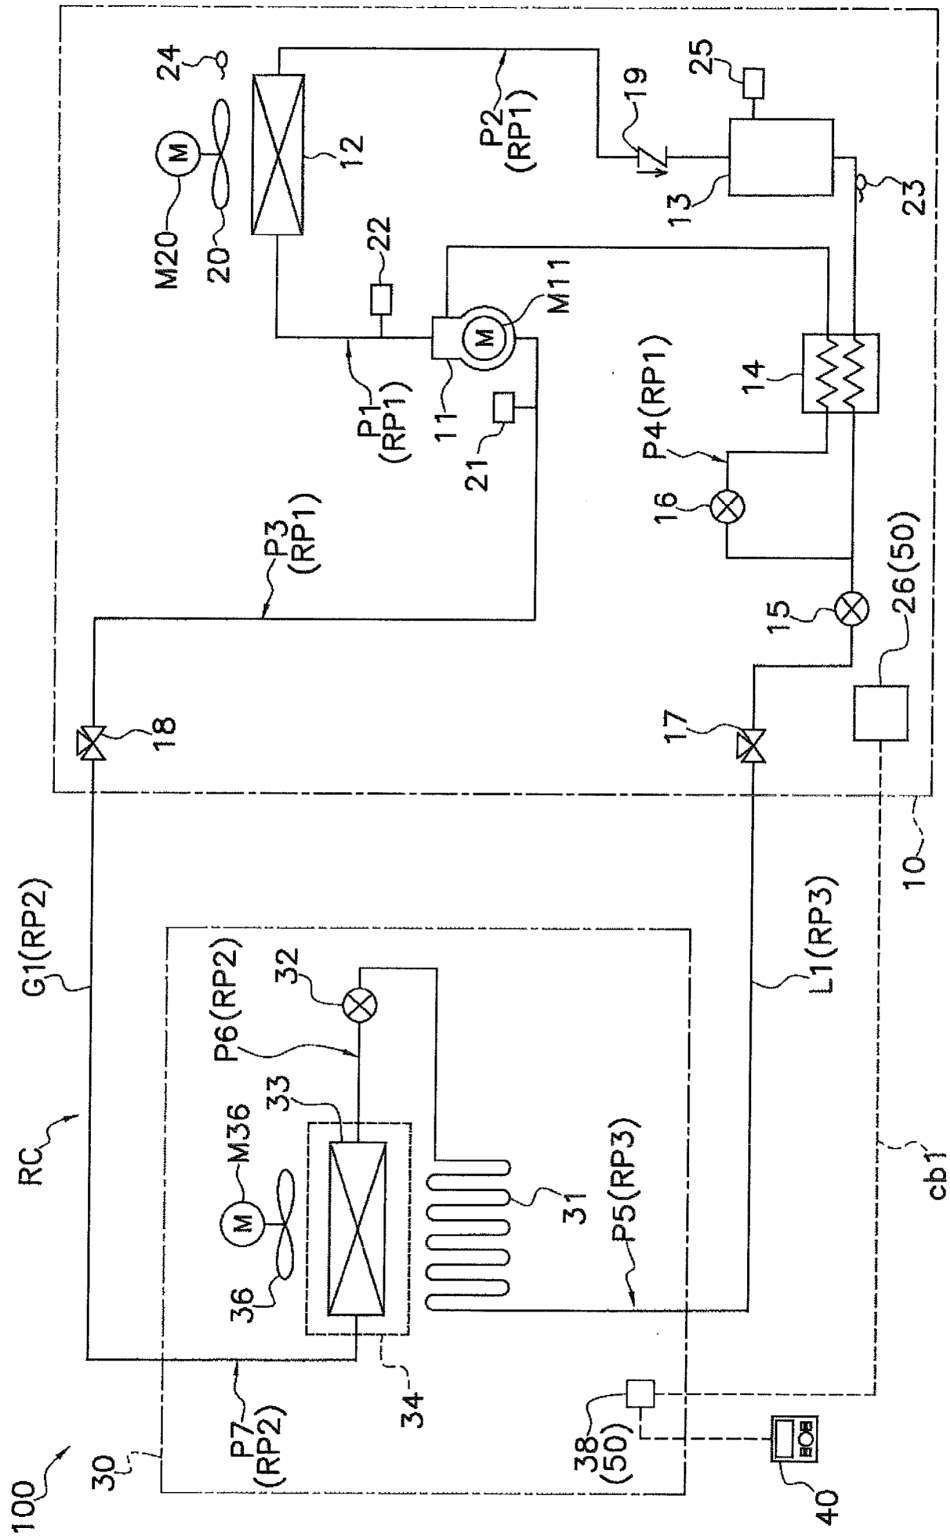 100
RC
G1(RP2)
18
P3
(RP1)
21
P1
(RP1)
11
M
M11
22
M20
M
20
24
12
P2
(RP1)
19
25
13
23
14
P4(RP1)
16
15
26(50)
17
10
L1(RP3)
cb1
30
P7
(RP2)
34
36
M
M36
33
P6(RP2)
32
31
P5(RP3)
38
(50)
40